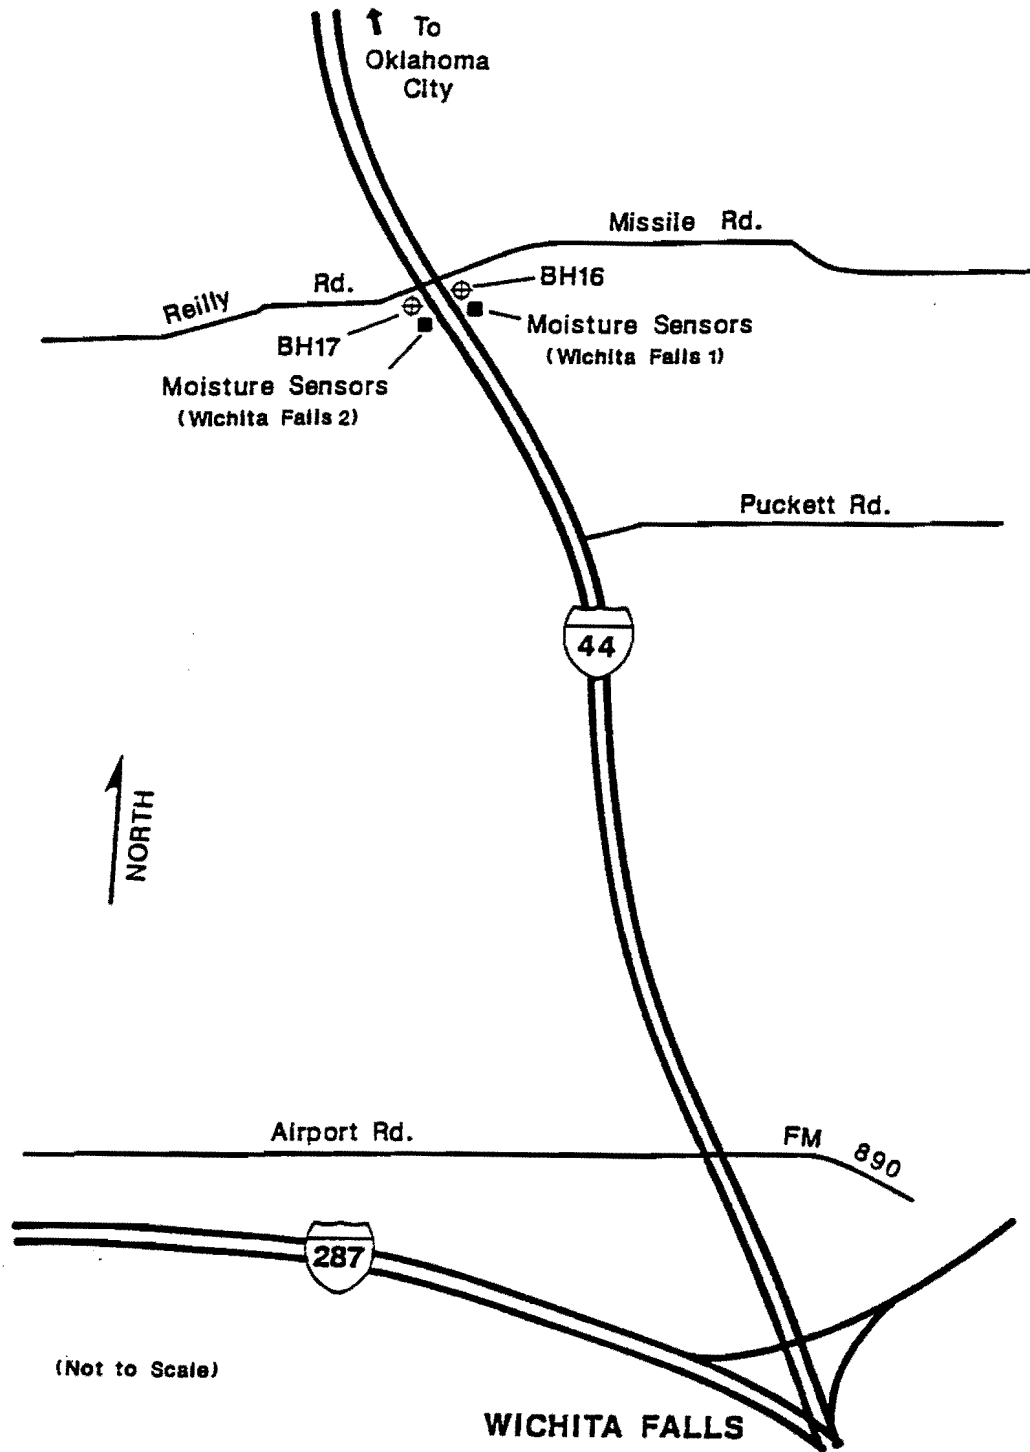 To
Oklahoma
City
Missile Rd.
BH16
Reilly Rd.
Moisture Sensors
(Wichita Falls 1)
BH17
Moisture Sensors
(Wichita Falls 2)
Puckett Rd.
44
NORTH
Airport Rd.
FM 890
287
(Not to Scale)
WICHITA FALLS